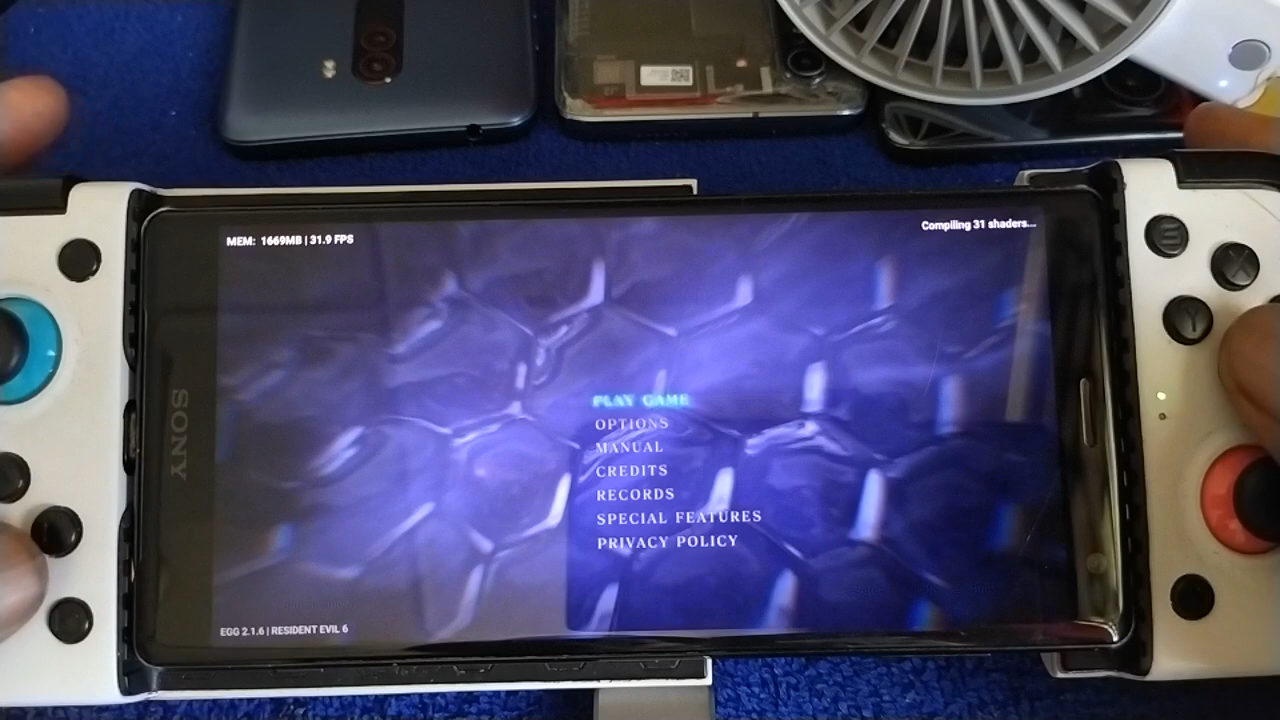 MEM: 1669MB | 31.9 FPS
Compiling 31 shaders...
SONY
PLAY GAME
OPTIONS
MANUAL
CREDITS
RECORDS
SPECIAL FEATURES
PRIVACY POLICY
EGG 2.1.6 | RESIDENT EVIL 6
X
Y